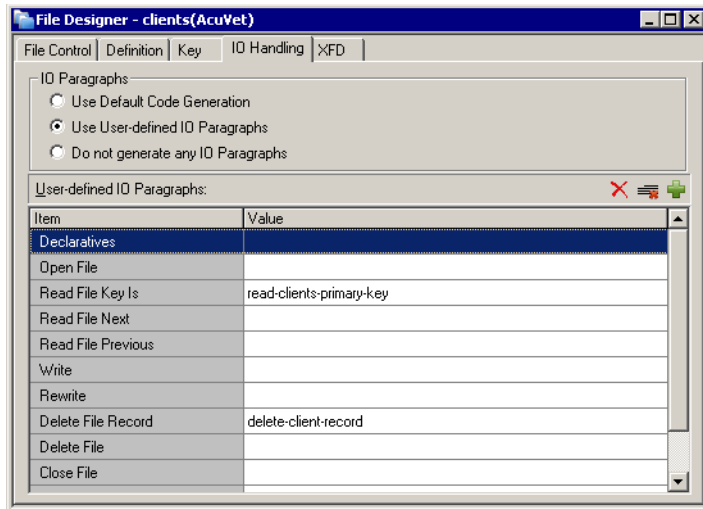 File Designer - clients(AcuVet)
File Control Definition Key IO Handling XFD
IO Paragraphs
Use Default Code Generation
Use User-defined IO Paragraphs
Do not generate any IO Paragraphs
User-defined IO Paragraphs:
Item Value
Declaratives
Open File
Read File Key Is read-clients-primary-key
Read File Next
Read File Previous
Write
Rewrite
Delete File Record delete-client-record
Delete File
Close File